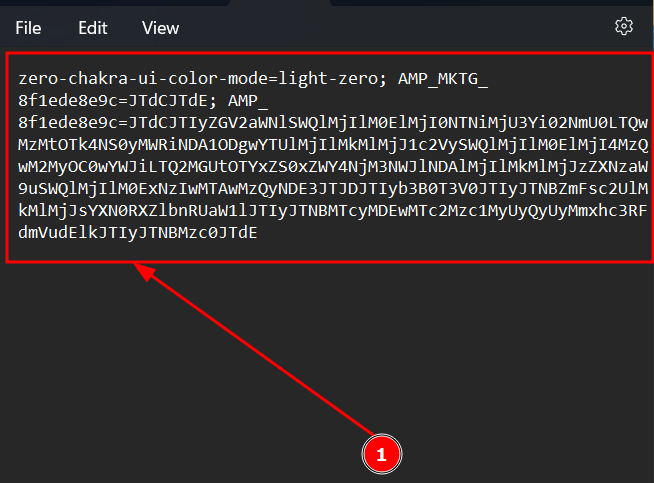 File Edit View
zero-chakra-ui-color-mode=light-zero; AMP_MKTG_
8f1ede8e9c=JTdCJTdE; AMP_
8f1ede8e9c=JTdCJTIyZGV2aWNlSWQlMjIlM0ElMjI0NTNiMjU3Yi02NmU0LTQw
MzMtOTk4NS0yMWRiNDA1ODgwYTUlMjIlMkMlMjJ1c2VySWQlMjIlM0ElMjI4MzQ
wM2MyOC0wYWJiLTQ2MGUtOTYxZS0xZWY4NjM3NWJlNDAlMjIlMkMlMjJzZXNzaW
9uSWQlMjIlM0ExNzIwMTAwMzQyNDE3JTJDJTIyb3B0T3V0JTIyJTNBZmFsc2UlM
kMlMjJsYXN0RXZlbnRUaW1lJTIyJTNBMTcyMDEwMTc2Mzc1MyUyQyUyMmxhc3RF
dmVudElkJTIyJTNBMzc0JTdE
1